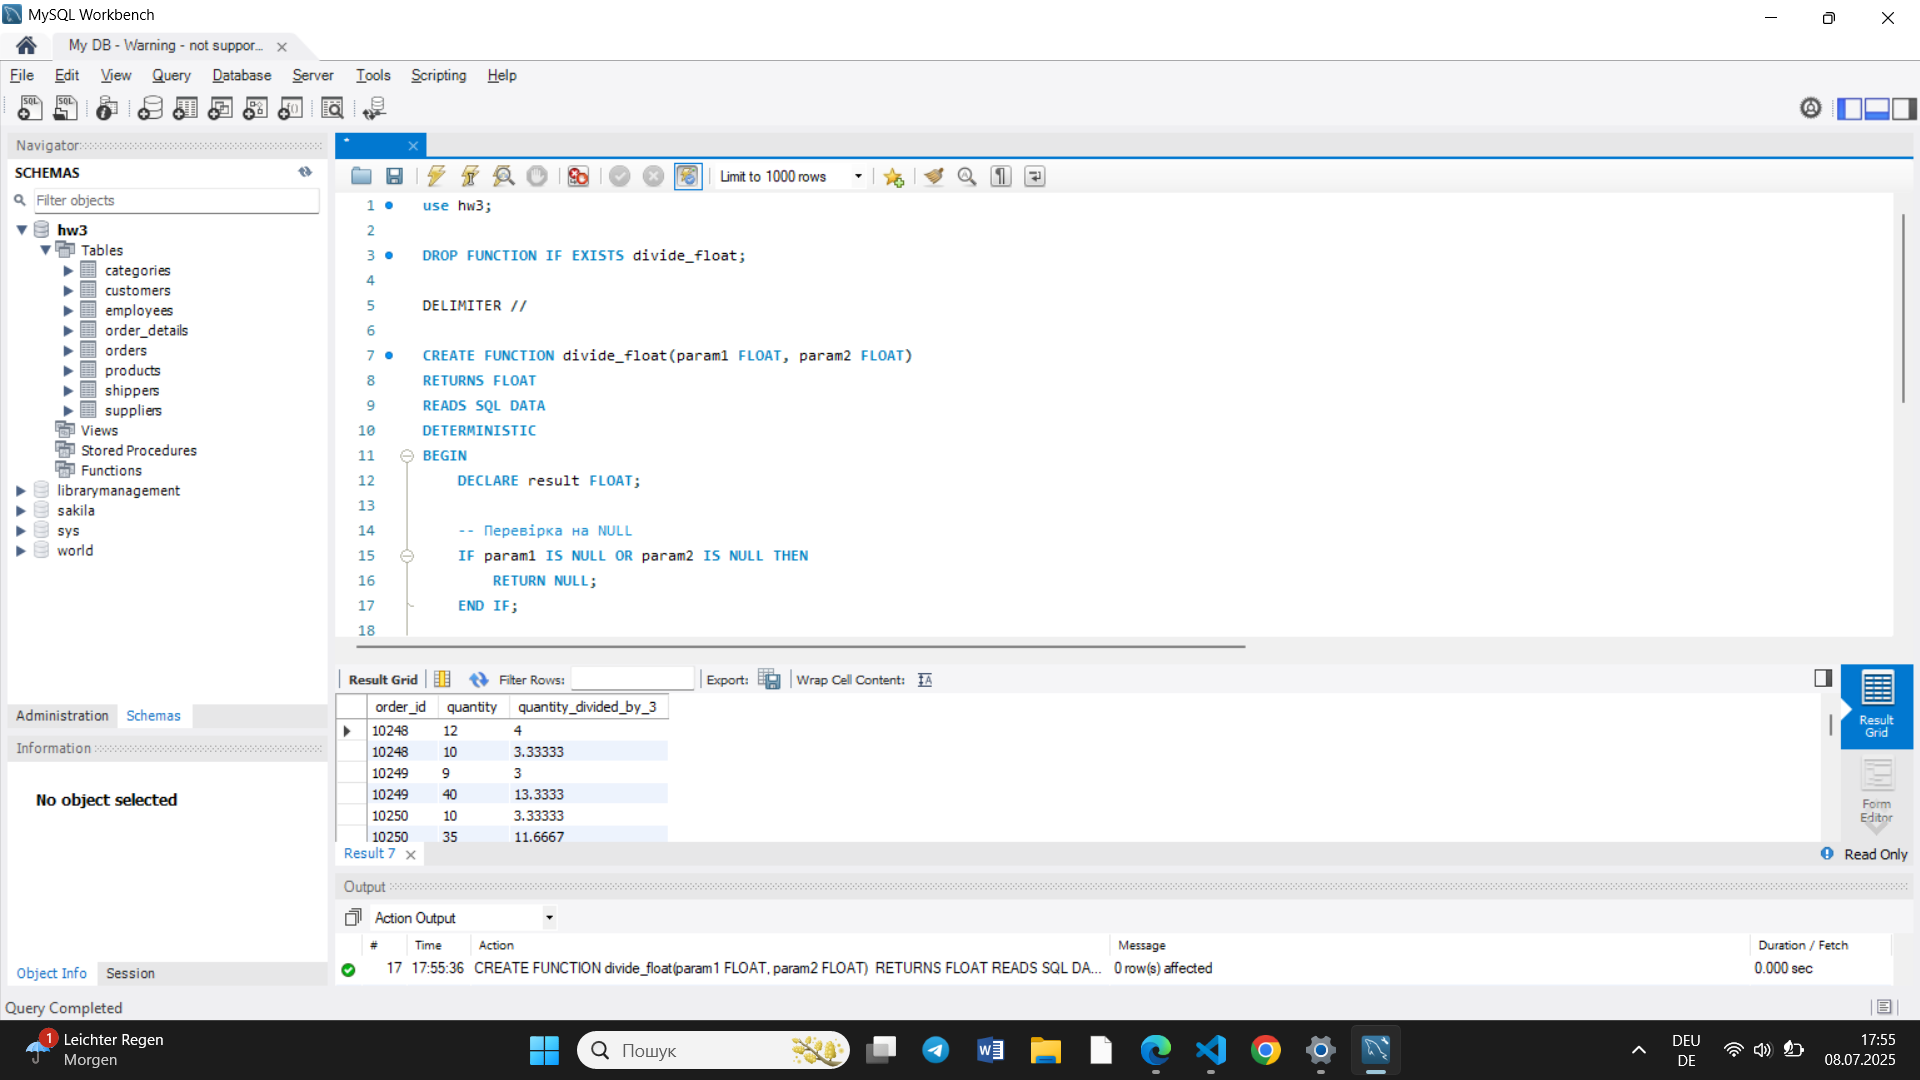 MySQL Workbench
My DB - Warning - not suppor...
File Edit View Query Database Server Tools Scripting Help
Navigator
SCHEMAS
Filter objects
hw3
Tables
categories
customers
employees
order_details
orders
products
shippers
suppliers
Views
Stored Procedures
Functions
librarymanagement
sakila
sys
world
Administration Schemas
Information
No object selected
Object Info Session
Query Completed
*
Limit to 1000 rows
1 use hw3;
2
3 DROP FUNCTION IF EXISTS divide_float;
4
5 DELIMITER //
6
7 CREATE FUNCTION divide_float(param1 FLOAT, param2 FLOAT)
8 RETURNS FLOAT
9 READS SQL DATA
10 DETERMINISTIC
11 BEGIN
12 DECLARE result FLOAT;
13
14 -- Перевірка на NULL
15 IF param1 IS NULL OR param2 IS NULL THEN
16 RETURN NULL;
17 END IF;
18
Result Grid Filter Rows: Export: Wrap Cell Content:
order_id quantity quantity_divided_by_3
10248 12 4
10248 10 3.33333
10249 9 3
10249 40 13.3333
10250 10 3.33333
10250 35 11.6667
Result 7
Result
Grid
Form
Editor
Read Only
Output
Action Output
# Time Action Message Duration / Fetch
17 17:55:36 CREATE FUNCTION divide_float(param1 FLOAT, param2 FLOAT) RETURNS FLOAT READS SQL DA... 0 row(s) affected 0.000 sec
1
Leichter Regen
Morgen
Пошук
DEU
DE
17:55
08.07.2025